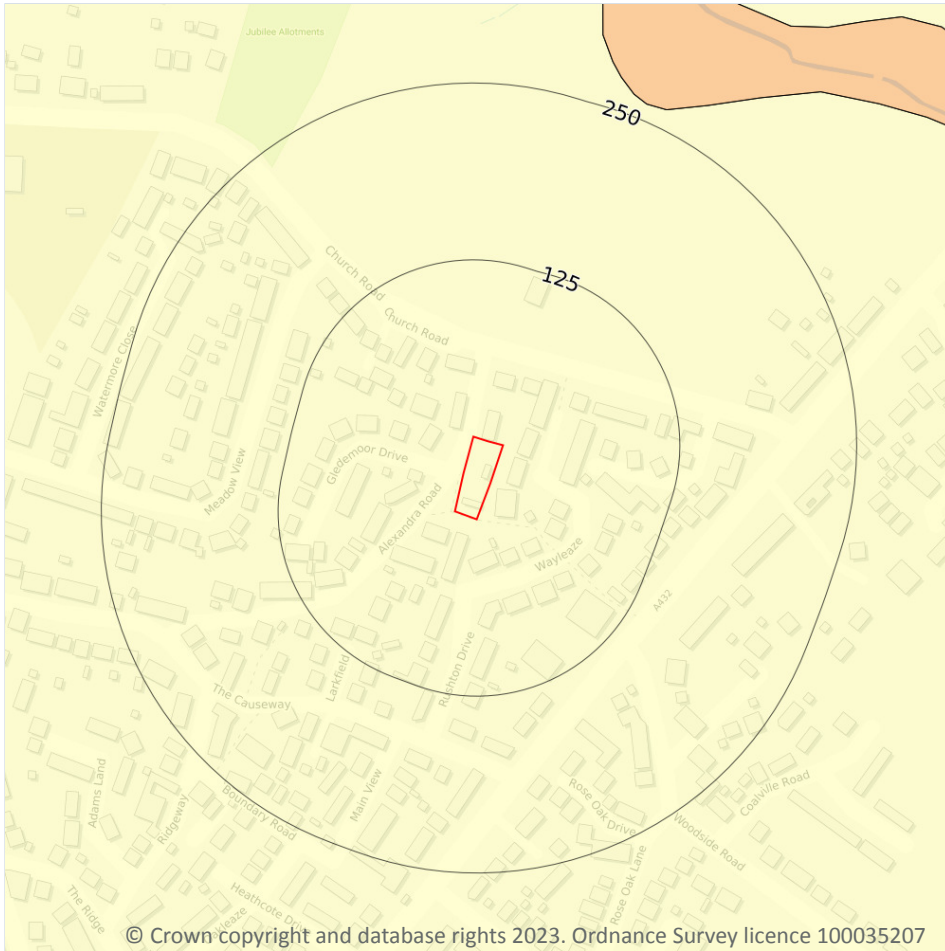 Jubilee Allotments
250
125
Church Road
Church Road
Watermore Close
Gledemoor Drive
Meadow View
Alexandra Road
Wayleaze
A432
Rushton Drive
Larkfield
The Causeway
Main View
Adams Land
Ridgeway
Boundary Road
Coalville Road
Rose Oak Drive
Woodside Road
Rose Oak Lane
Heathcote Drive
The Ridge
© Crown copyright and database rights 2023. Ordnance Survey licence 100035207